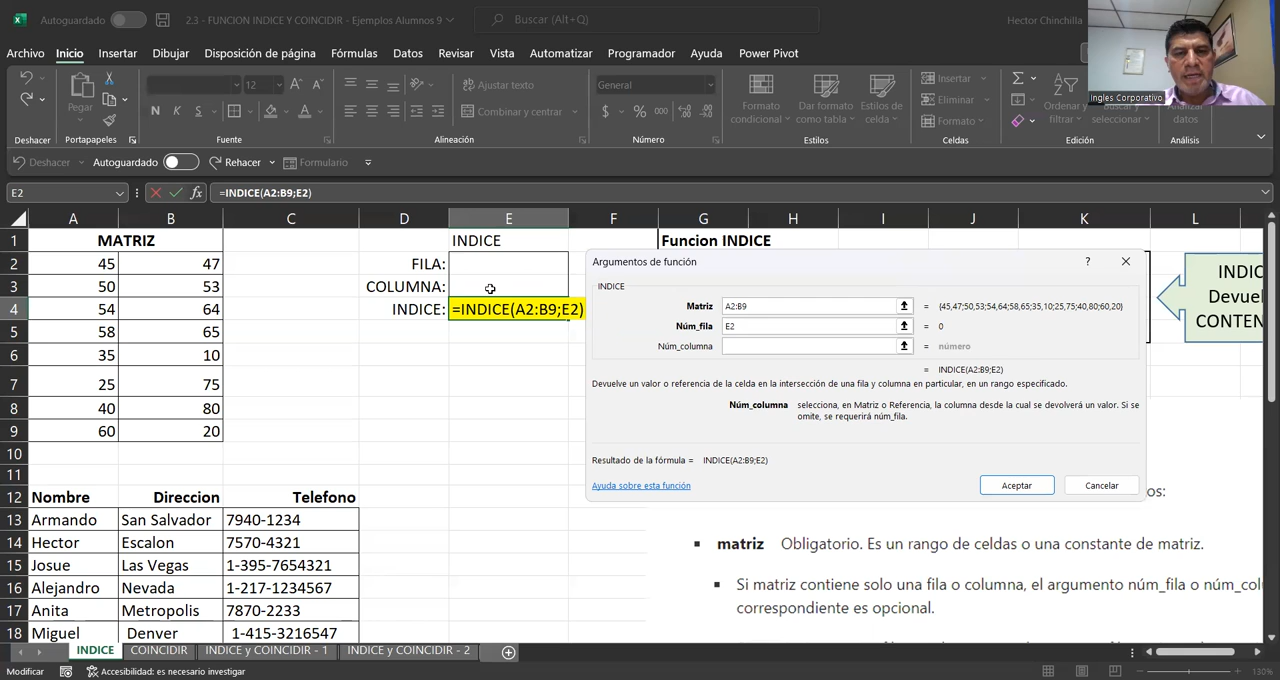 Autoguardado
2.3 - FUNCION INDICE Y COINCIDIR - Ejemplos Alumnos 9
Buscar (Alt+Q)
Hector Chinchilla
Archivo Inicio Insertar Dibujar Disposición de página Fórmulas Datos Revisar Vista Automatizar Programador Ayuda Power Pivot
Ingles Corporativo
Pegar
12
N K S
Ajustar texto
Combinar y centrar
General
$ % 000
Formato condicional
Dar formato como tabla
Estilos de celda
Insertar
Eliminar
Formato
Ordenar y filtrar
Buscar y seleccionar
Analizar datos
Deshacer Portapapeles Fuente Alineación Número Estilos Celdas Edición Análisis
Deshacer Autoguardado Rehacer Formulario
E2 fx =INDICE(A2:B9;E2)
A B C D E F G H I J K L
1 MATRIZ INDICE Funcion INDICE
2 45 47 FILA:
3 50 53 COLUMNA:
4 54 64 INDICE: =INDICE(A2:B9;E2)
5 58 65
6 35 10
7 25 75
8 40 80
9 60 20
10
11
12 Nombre Direccion Telefono
13 Armando San Salvador 7940-1234
14 Hector Escalon 7570-4321
15 Josue Las Vegas 1-395-7654321
16 Alejandro Nevada 1-217-1234567
17 Anita Metropolis 7870-2233
18 Miguel Denver 1-415-3216547
Argumentos de función ?
INDICE
Matriz A2:B9 = {45,47;50,53;54,64;58,65;35,10;25,75;40,80;60,20}
Núm_fila E2 = 0
Núm_columna = número
= INDICE(A2:B9;E2)
Devuelve un valor o referencia de la celda en la intersección de una fila y columna en particular, en un rango especificado.
Núm_columna selecciona, en Matriz o Referencia, la columna desde la cual se devolverá un valor. Si se
omite, se requerirá núm_fila.
Resultado de la fórmula = INDICE(A2:B9;E2)
Ayuda sobre esta función
Aceptar Cancelar
INDIC
Devuel
CONTEN
os:
▪ matriz Obligatorio. Es un rango de celdas o una constante de matriz.
▪ Si matriz contiene solo una fila o columna, el argumento núm_fila o núm_col
correspondiente es opcional.
INDICE COINCIDIR INDICE y COINCIDIR - 1 INDICE y COINCIDIR - 2
Modificar Accesibilidad: es necesario investigar 130%